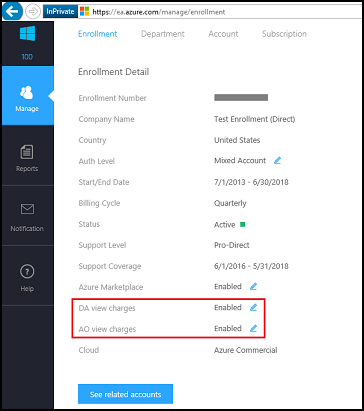 InPrivate https://ea.azure.com/manage/enrollment
100
Manage
Reports
Notification
Help
Enrollment Department Account Subscription
Enrollment Detail
Enrollment Number
Company Name Test Enrollment (Direct)
Country United States
Auth Level Mixed Account
Start/End Date 7/1/2013 - 6/30/2018
Billing Cycle Quarterly
Status Active
Support Level Pro-Direct
Support Coverage 6/1/2016 - 5/31/2018
Azure Marketplace Enabled
DA view charges Enabled
AO view charges Enabled
Cloud Azure Commercial
See related accounts